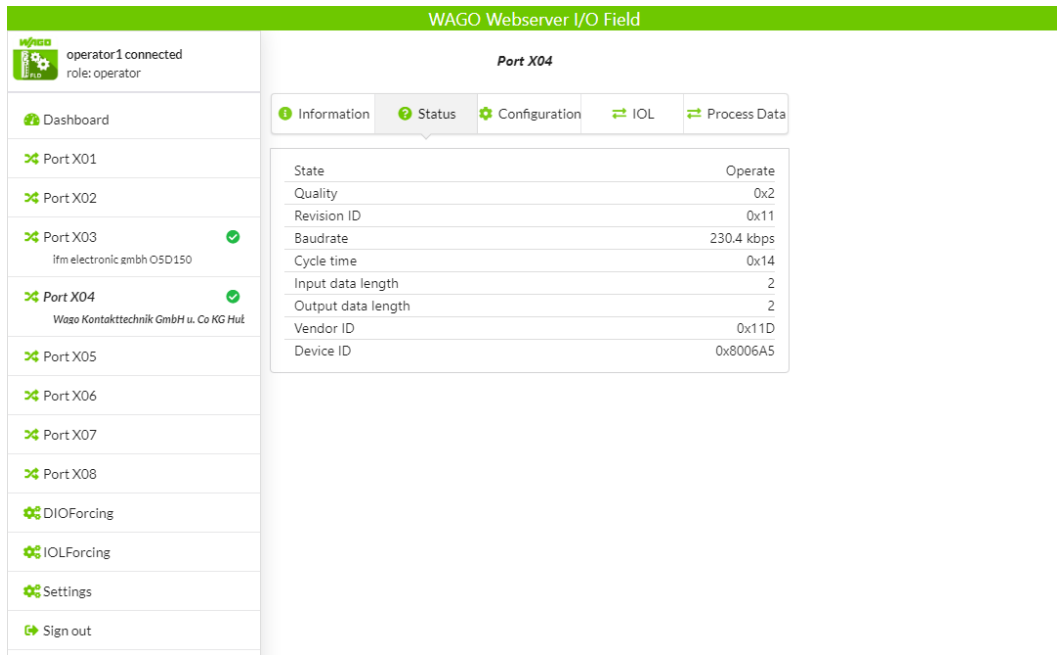 WAGO Webserver I/O Field
WAGO
FLD
operator1 connected
role: operator
Dashboard
Port X01
Port X02
Port X03
ifm electronic gmbh O5D150
Port X04
Wago Kontakttechnik GmbH u. Co KG Hub
Port X05
Port X06
Port X07
Port X08
DIOForcing
IOLForcing
Settings
Sign out
Port X04
Information Status Configuration IOL Process Data
State Operate
Quality 0x2
Revision ID 0x11
Baudrate 230.4 kbps
Cycle time 0x14
Input data length 2
Output data length 2
Vendor ID 0x11D
Device ID 0x8006A5